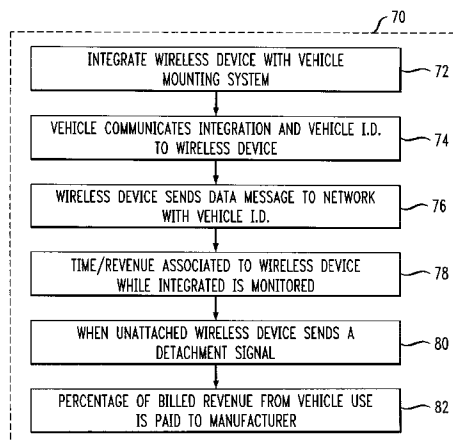 70
INTEGRATE WIRELESS DEVICE WITH VEHICLE
MOUNTING SYSTEM
72
VEHICLE COMMUNICATES INTEGRATION AND VEHICLE I.D.
TO WIRELESS DEVICE
74
WIRELESS DEVICE SENDS DATA MESSAGE TO NETWORK
WITH VEHICLE I.D.
76
TIME/REVENUE ASSOCIATED TO WIRELESS DEVICE
WHILE INTEGRATED IS MONITORED
78
WHEN UNATTACHED WIRELESS DEVICE SENDS A
DETACHMENT SIGNAL
80
PERCENTAGE OF BILLED REVENUE FROM VEHICLE USE
IS PAID TO MANUFACTURER
82